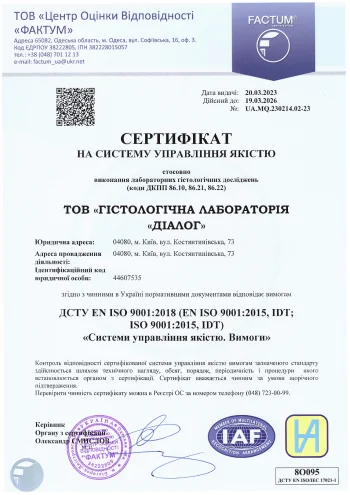 ТОВ «Центр Оцінки Відповідності
«ФАКТУМ»
Адреса 65082, Одеська область, м. Одеса, вул. Софіївська, 16, оф. 3.
Код ЄДРПОУ 38222805, ІПН 382228015057
тел.: +38 (048) 701 12 13
e-mail: factum_ua@ukr.net
FACTUM
Дата видачі: 20.03.2023
Дійсний до: 19.03.2026
№: UA.MQ.230214.02-23
СЕРТИФІКАТ
НА СИСТЕМУ УПРАВЛІННЯ ЯКІСТЮ
стосовно
виконання лабораторних гістологічних досліджень
(коди ДКПП 86.10, 86.21, 86.22)
ТОВ «ГІСТОЛОГІЧНА ЛАБОРАТОРІЯ
«ДІАЛОГ»
Юридична адреса: 04080, м. Київ, вул. Костянтинівська, 73
Адреса провадження 04080, м. Київ, вул. Костянтинівська, 73
діяльності:
Ідентифікаційний код
юридичної особи: 44607535
згідно з чинними в Україні нормативними документами відповідає вимогам
ДСТУ EN ISO 9001:2018 (EN ISO 9001:2015, IDT;
ISO 9001:2015, IDT)
«Системи управління якістю. Вимоги»
Контроль відповідності сертифікованої системи управління якістю вимогам зазначеного стандарту
здійснюється шляхом технічного нагляду, обсяг, порядок, періодичність і процедури якого
встановлюється органом з сертифікації. Сертифікат вважається чинним за умови щорічного
підтвердження.
Перевірити чинність сертифікату можна в Реєстрі ОС за номером телефону (048) 723-00-99.
Керівник
Органу з сертифікації
Олександр СМИСЛОВ
ВІДПОВІДНОСТІ
"ФАКТУМ"
MEMBER OF MULTILATERAL
IAF
8О095
ДСТУ EN ISO/IEC 17021-1